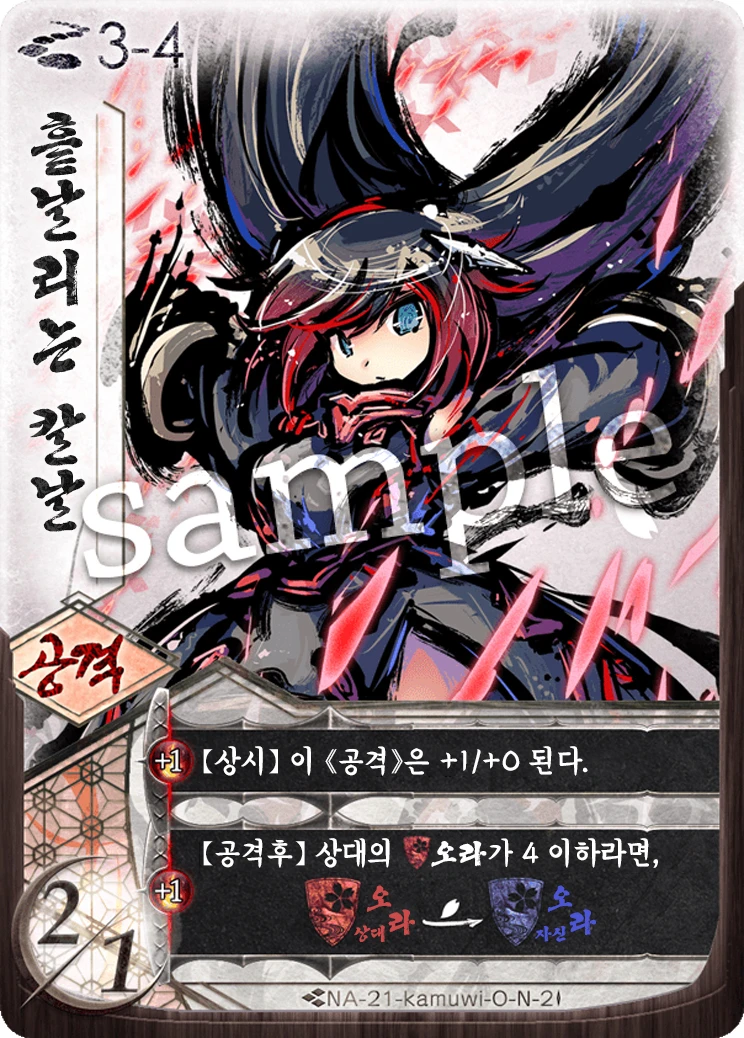 3-4
흩날리는 칼날
sample
공격
+1 【상시】 이 《공격》은 +1/+0 된다.
+1 【공격후】 상대의 오라가 4 이하라면,
상대 오라 → 자신 오라
2/1
NA-21-kamuwi-O-N-2